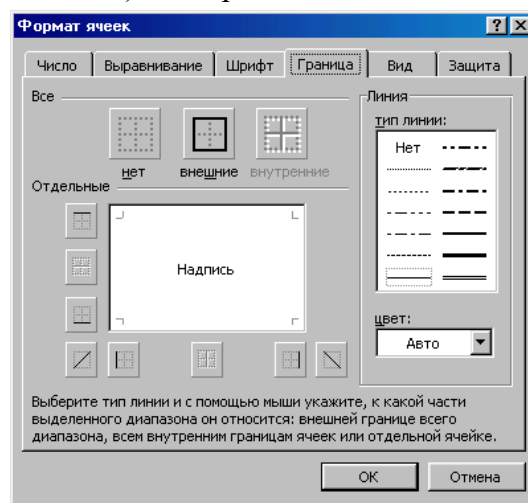 Формат ячеек
Число Выравнивание Шрифт Граница Вид Защита
Все
нет внешние внутренние
Отдельные
Надпись
Линия
тип линии:
Нет
цвет:
Авто
Выберите тип линии и с помощью мыши укажите, к какой части
выделенного диапазона он относится: внешней границе всего
диапазона, всем внутренним границам ячеек или отдельной ячейке.
ОК Отмена